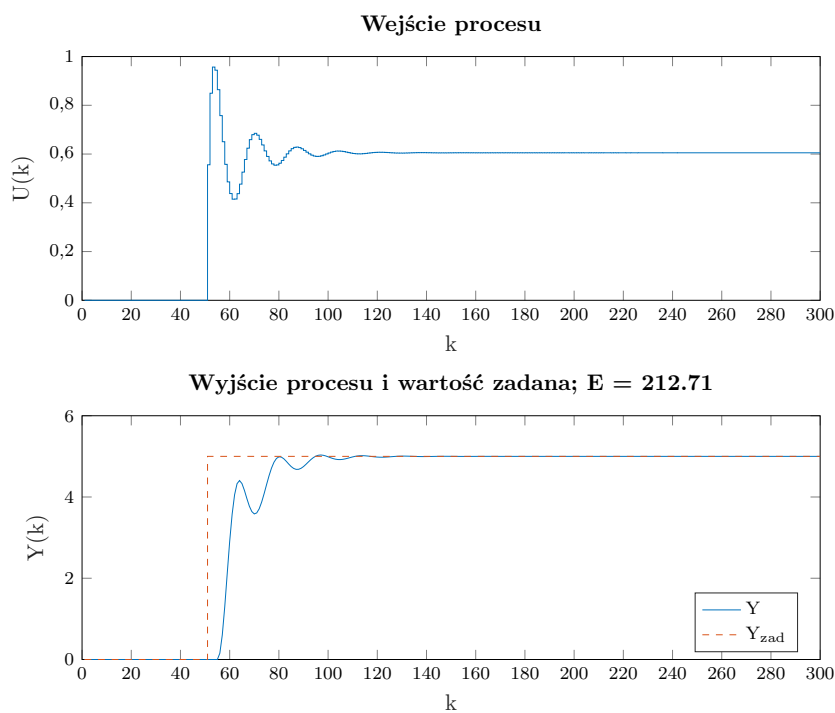 Wejście procesu
1
0,8
0,6
0,4
0,2
0
U(k)
0 20 40 60 80 100 120 140 160 180 200 220 240 260 280 300
k
Wyjście procesu i wartość zadana; E = 212.71
6
4
2
0
Y(k)
Y
Y_zad
0 20 40 60 80 100 120 140 160 180 200 220 240 260 280 300
k